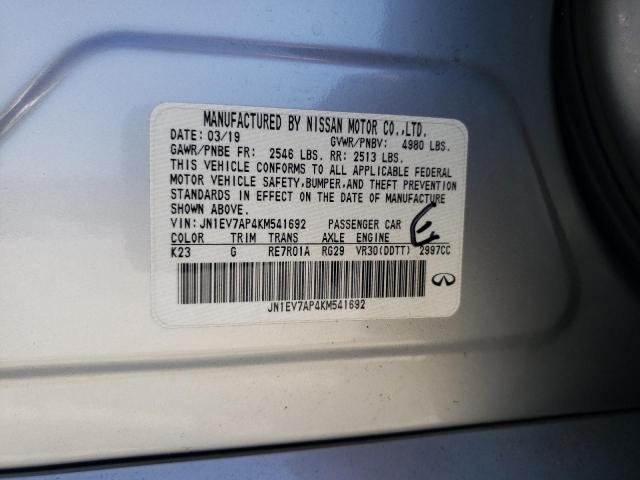 MANUFACTURED BY NISSAN MOTOR CO.,LTD.
DATE: 03/19 GVWR/PNBV: 4980 LBS.
GAWR/PNBE FR: 2546 LBS. RR: 2513 LBS.
THIS VEHICLE CONFORMS TO ALL APPLICABLE FEDERAL
MOTOR VEHICLE SAFETY,BUMPER,AND THEFT PREVENTION
STANDARDS IN EFFECT ON THE DATE OF MANUFACTURE
SHOWN ABOVE.
VIN: JN1EV7AP4KM541692 PASSENGER CAR E
COLOR TRIM TRANS AXLE ENGINE
K23 G RE7R01A RG29 VR30(DDTT) 2997CC
JN1EV7AP4KM541692